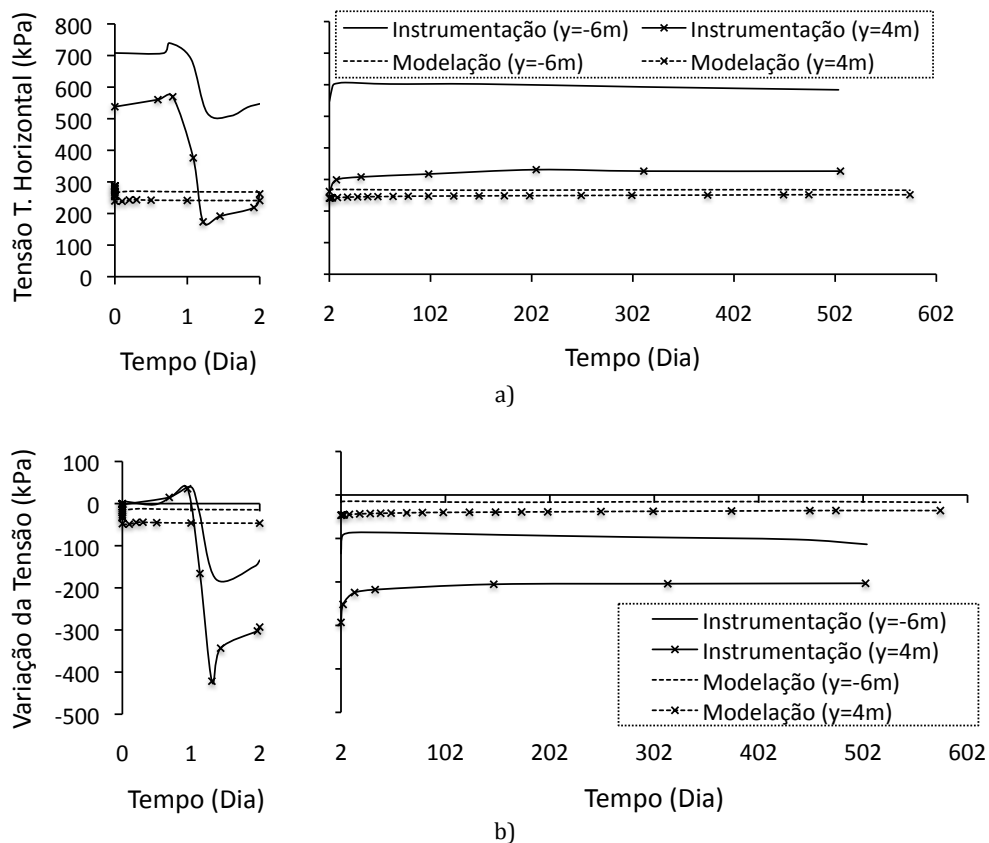 Tensão T. Horizontal (kPa)
800
700
600
500
400
300
200
100
0
0 1 2
Tempo (Dia)
Instrumentação (y=-6m) Instrumentação (y=4m)
Modelação (y=-6m) Modelação (y=4m)
2 102 202 302 402 502 602
Tempo (Dia)
a)
Variação da Tensão (kPa)
100
0
-100
-200
-300
-400
-500
0 1 2
Tempo (Dia)
Instrumentação (y=-6m)
Instrumentação (y=4m)
Modelação (y=-6m)
Modelação (y=4m)
2 102 202 302 402 502 602
Tempo (Dia)
b)